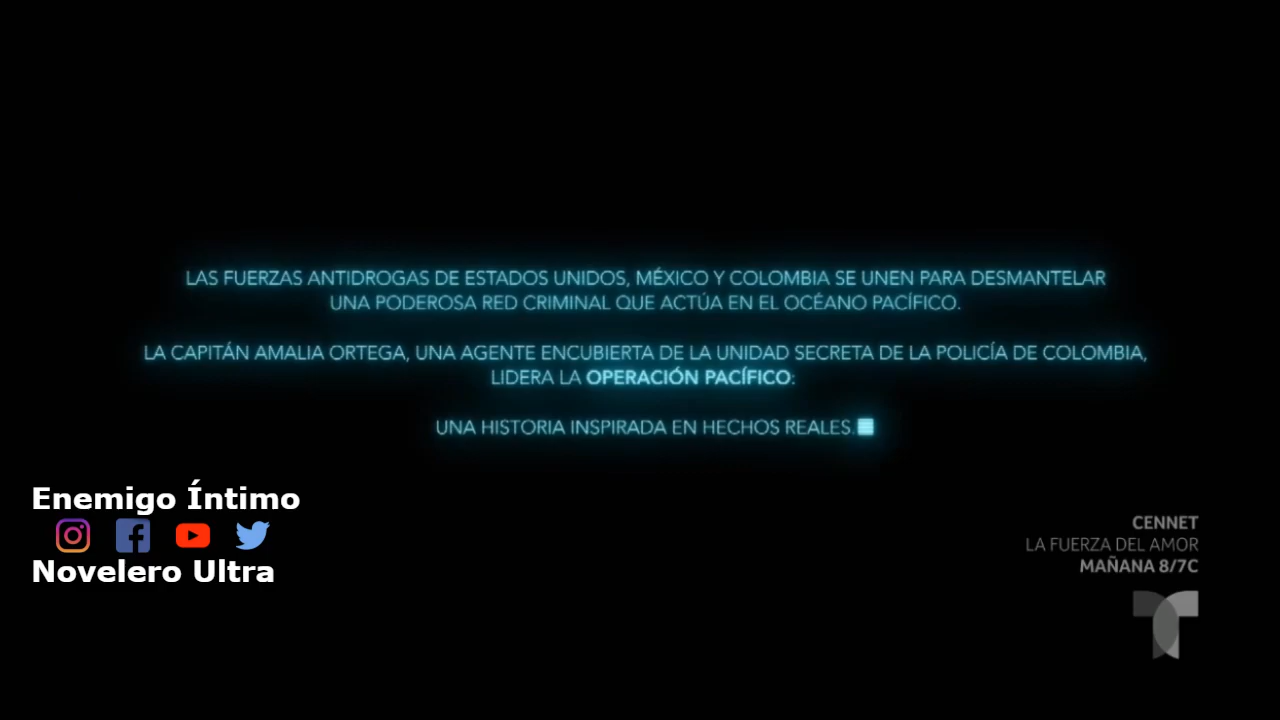 LAS FUERZAS ANTIDROGAS DE ESTADOS UNIDOS, MÉXICO Y COLOMBIA SE UNEN PARA DESMANTELAR
UNA PODEROSA RED CRIMINAL QUE ACTÚA EN EL OCÉANO PACÍFICO.
LA CAPITÁN AMALIA ORTEGA, UNA AGENTE ENCUBIERTA DE LA UNIDAD SECRETA DE LA POLICÍA DE COLOMBIA,
LIDERA LA OPERACIÓN PACÍFICO:
UNA HISTORIA INSPIRADA EN HECHOS REALES.
Enemigo Íntimo
Novelero Ultra
CENNET
LA FUERZA DEL AMOR
MAÑANA 8/7C